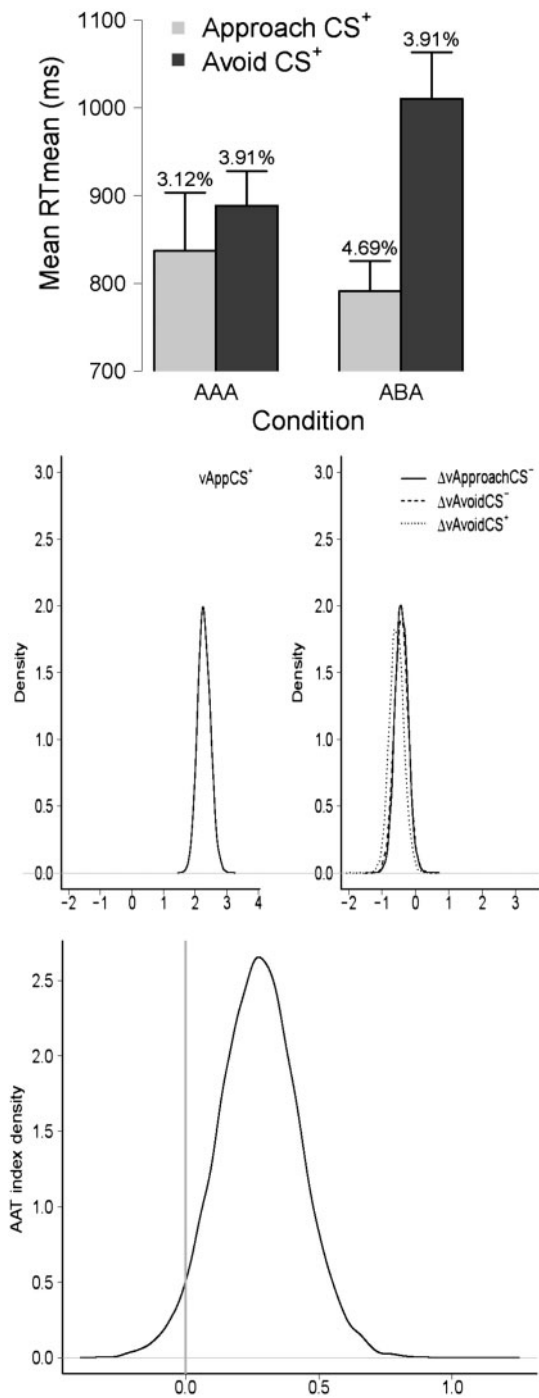 1100
Approach CS⁺
Avoid CS⁺
3.91%
1000
Mean RTmean (ms)
3.12%
3.91%
900
4.69%
3.91%
800
700
AAA
ABA
Condition
3.0
vAppCS⁺
2.5
2.0
1.5
1.0
0.5
0.0
Density
−2 −1 0 1 2 3 4
3.0
ΔvApproachCS⁻
ΔvAvoidCS⁻
ΔvAvoidCS⁺
2.5
2.0
1.5
1.0
0.5
0.0
Density
−2 −1 0 1 2 3
2.5
2.0
1.5
1.0
0.5
0.0
AAT index density
0.0 0.5 1.0